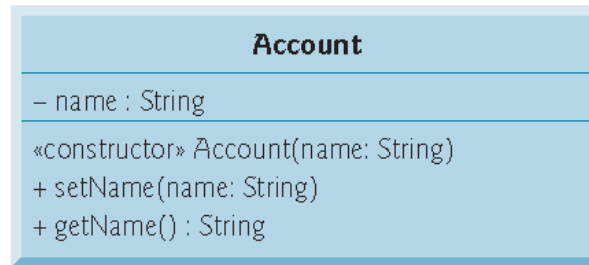 Account
– name : String
«constructor» Account(name: String)
+ setName(name: String)
+ getName() : String